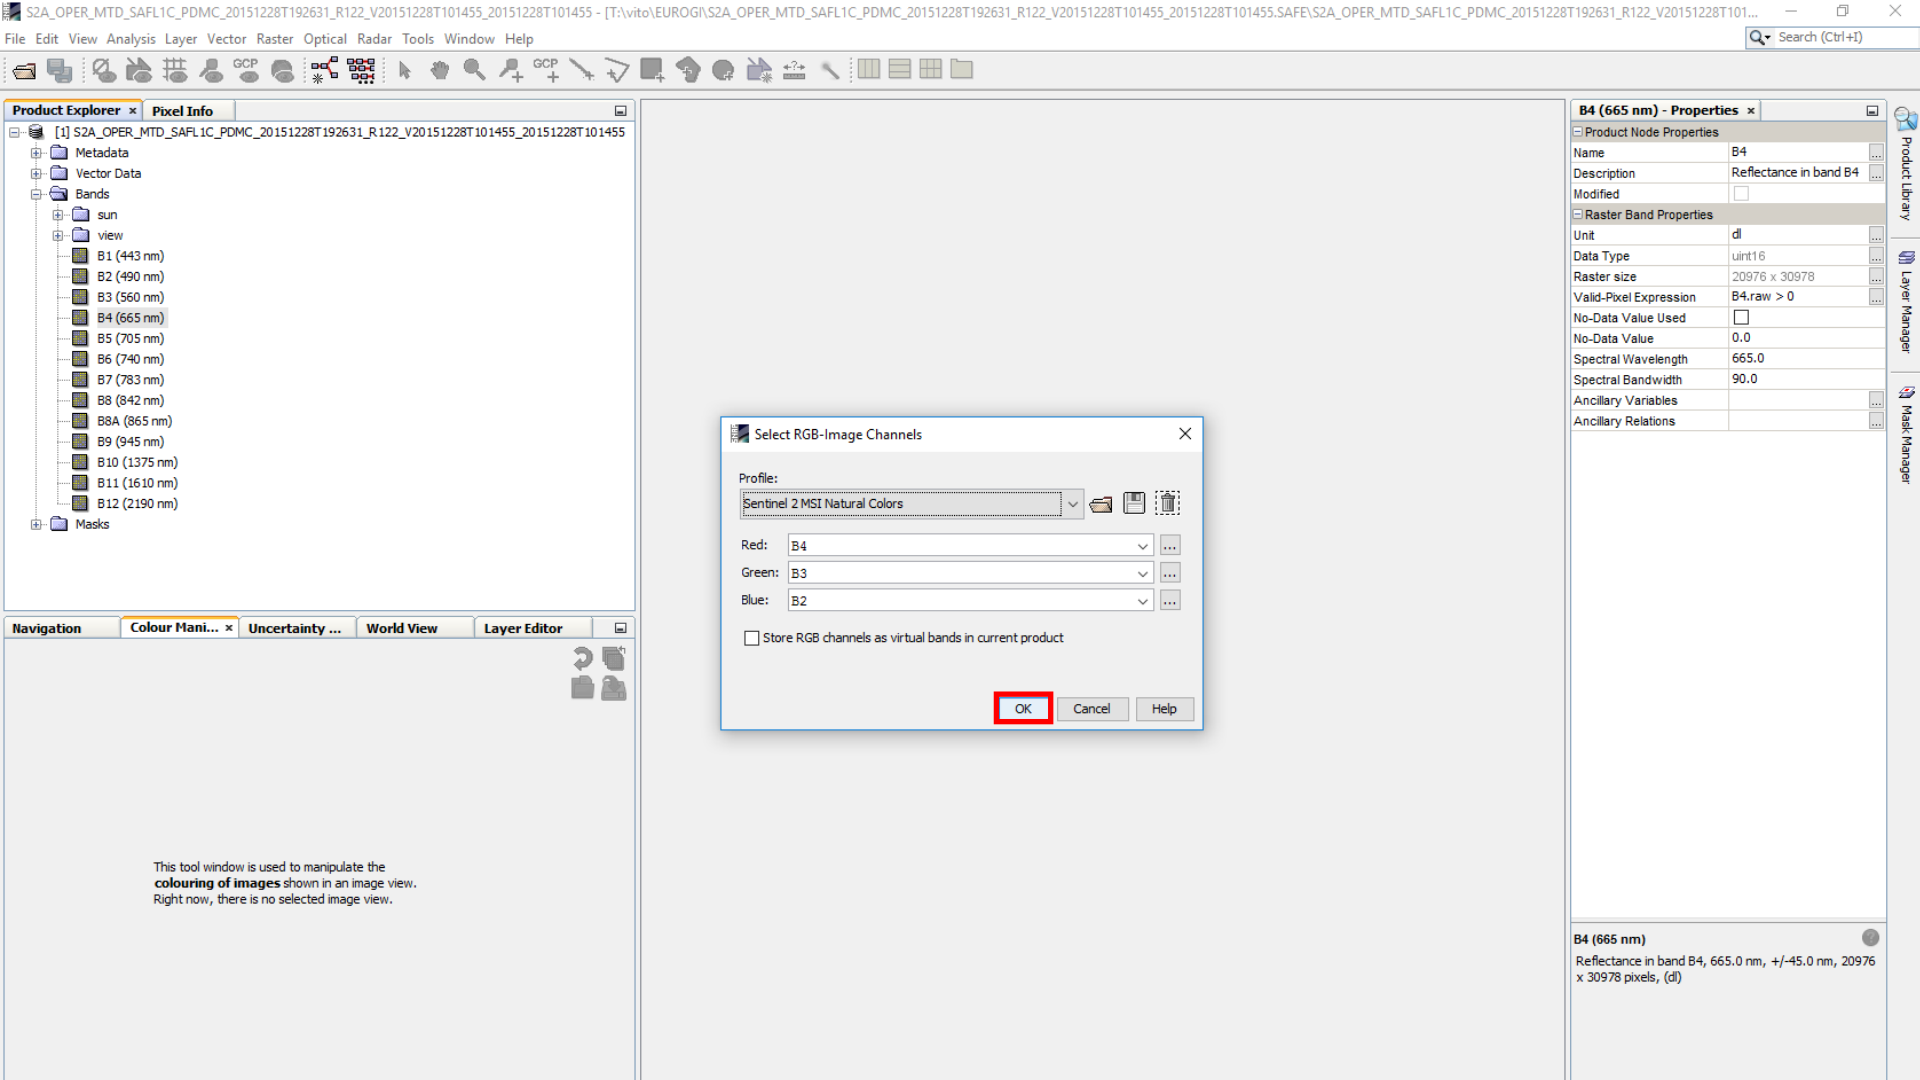 S2A_OPER_MTD_SAFL1C_PDMC_20151228T192631_R122_V20151228T101455_20151228T101455 - [T:\vito\EUROGI\S2A_OPER_MTD_SAFL1C_PDMC_20151228T192631_R122_V20151228T101455_20151228T101455.SAFE\S2A_OPER_MTD_SAFL1C_PDMC_20151228T192631_R122_V20151228T101...
File Edit View Analysis Layer Vector Raster Optical Radar Tools Window Help
Search (Ctrl+I)
GCP
GCP
Product Explorer × Pixel Info
[1] S2A_OPER_MTD_SAFL1C_PDMC_20151228T192631_R122_V20151228T101455_20151228T101455
Metadata
Vector Data
Bands
sun
view
B1 (443 nm)
B2 (490 nm)
B3 (560 nm)
B4 (665 nm)
B5 (705 nm)
B6 (740 nm)
B7 (783 nm)
B8 (842 nm)
B8A (865 nm)
B9 (945 nm)
B10 (1375 nm)
B11 (1610 nm)
B12 (2190 nm)
Masks
Navigation Colour Mani... × Uncertainty ... World View Layer Editor
This tool window is used to manipulate the
colouring of images shown in an image view.
Right now, there is no selected image view.
Select RGB-Image Channels
Profile:
Sentinel 2 MSI Natural Colors
Red: B4 ...
Green: B3 ...
Blue: B2 ...
Store RGB channels as virtual bands in current product
OK Cancel Help
B4 (665 nm) - Properties ×
Product Node Properties
Name B4 ...
Description Reflectance in band B4 ...
Modified
Raster Band Properties
Unit dl ...
Data Type uint16 ...
Raster size 20976 x 30978 ...
Valid-Pixel Expression B4.raw > 0 ...
No-Data Value Used
No-Data Value 0.0
Spectral Wavelength 665.0
Spectral Bandwidth 90.0
Ancillary Variables ...
Ancillary Relations ...
B4 (665 nm)
Reflectance in band B4, 665.0 nm, +/-45.0 nm, 20976
x 30978 pixels, (dl)
Product Library
Layer Manager
Mask Manager